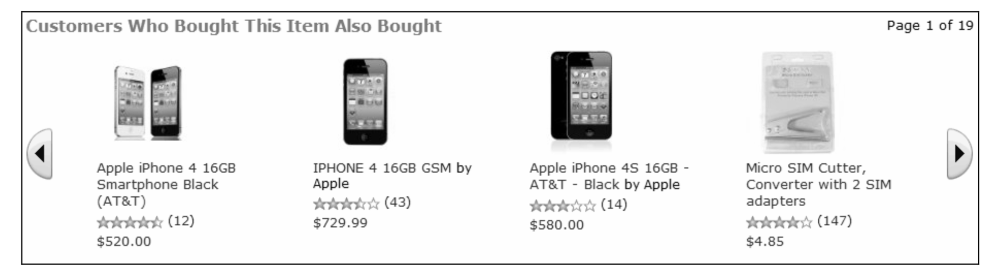 Customers Who Bought This Item Also Bought
Page 1 of 19
Apple iPhone 4 16GB
Smartphone Black
(AT&T)
(12)
$520.00
IPHONE 4 16GB GSM by
Apple
(43)
$729.99
Apple iPhone 4S 16GB -
AT&T - Black by Apple
(14)
$580.00
Micro SIM Cutter,
Converter with 2 SIM
adapters
(147)
$4.85